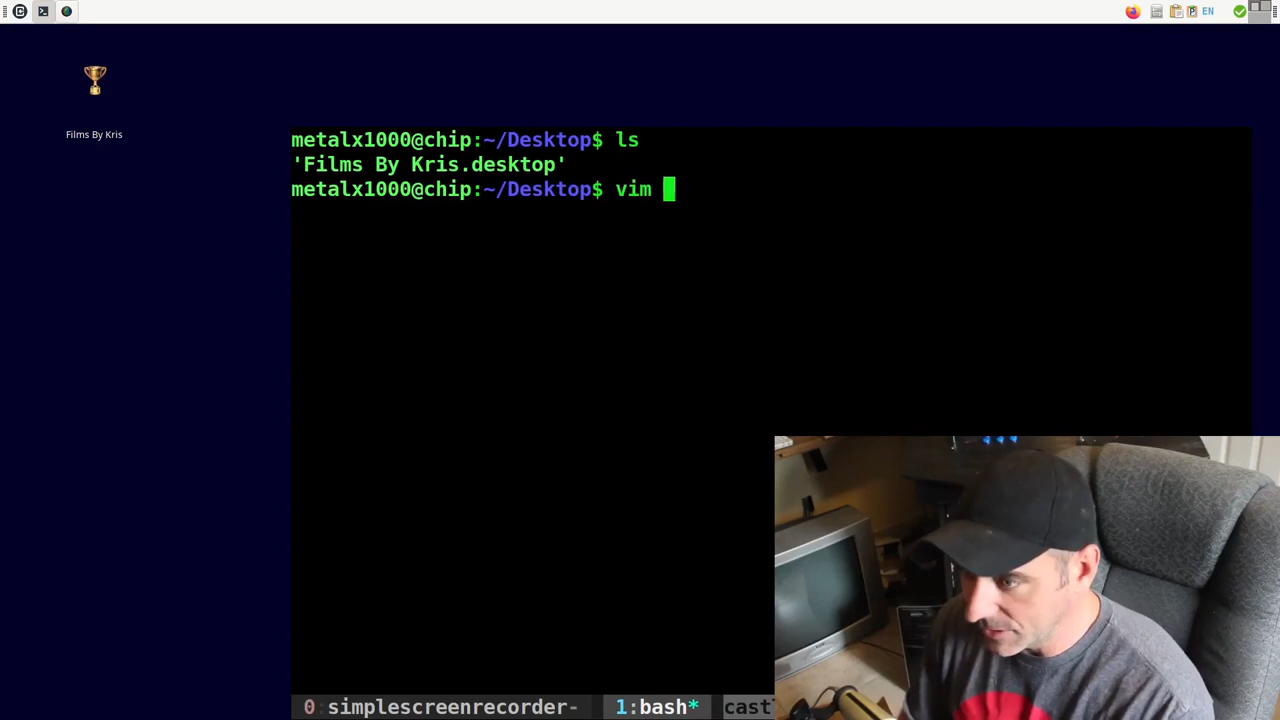 EN
Films By Kris
metalx1000@chip:~/Desktop$ ls
'Films By Kris.desktop'
metalx1000@chip:~/Desktop$ vim
0 simplescreenrecorder- 1:bash* cast